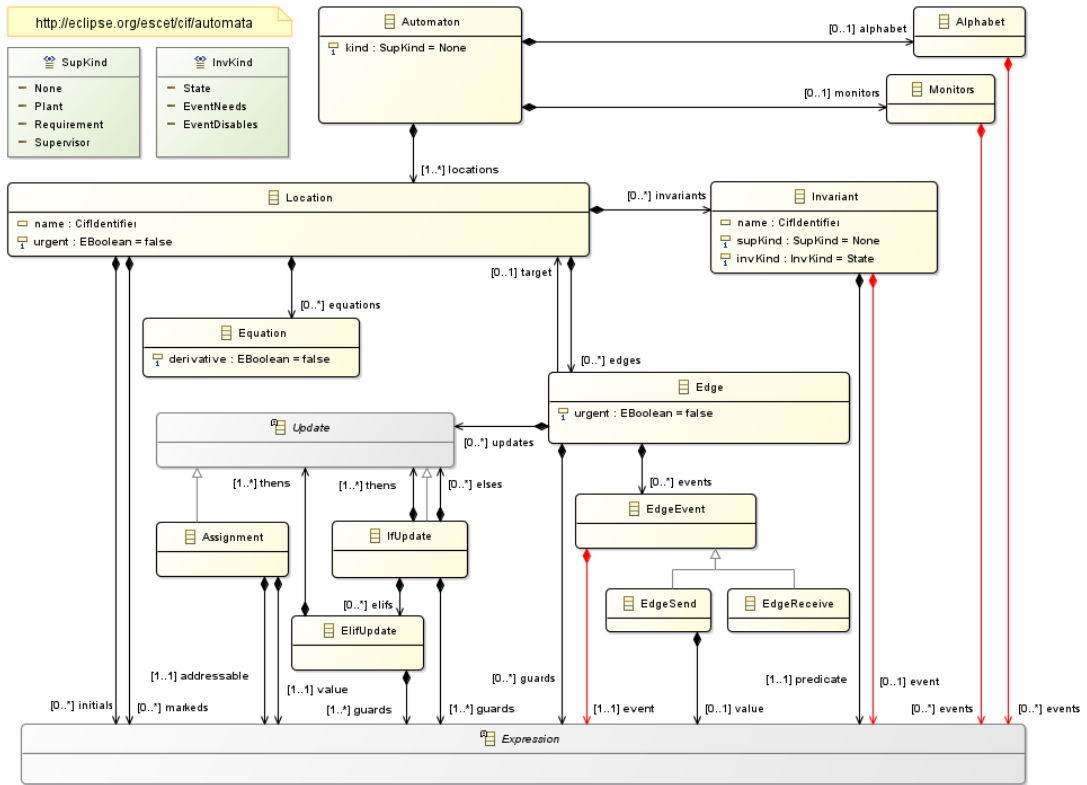 http://eclipse.org/escet/cif/automata
Automaton
kind : SupKind = None
Alphabet
[0..1] alphabet
SupKind
None
Plant
Requirement
Supervisor
InvKind
State
EventNeeds
EventDisables
[0..1] monitors
Monitors
[1..*] locations
Location
name : CifIdentifier
urgent : EBoolean = false
[0..*] invariants
Invariant
name : CifIdentifier
supKind : SupKind = None
invKind : InvKind = State
[0..1] target
[0..*] equations
Equation
derivative : EBoolean = false
[0..*] edges
Edge
urgent : EBoolean = false
Update
[0..*] updates
[1..*] thens
[1..*] thens
[0..*] elses
[0..*] events
EdgeEvent
Assignment
IfUpdate
[0..*] elifs
ElifUpdate
EdgeSend
EdgeReceive
[1..1] addressable
[1..1] value
[0..*] guards
[1..1] predicate
[0..1] event
[0..*] initials
[0..*] markeds
[1..*] guards
[1..*] guards
[1..1] event
[0..1] value
[0..*] events
[0..*] events
Expression